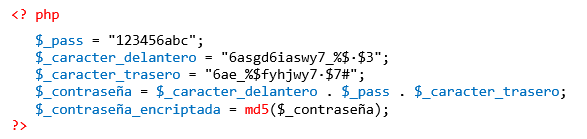 <? php
$_pass = "123456abc";
$_caracter_delantero = "6asgd6iaswy7_%$·$3";
$_caracter_trasero = "6ae_%$fyhjwy7·$7#";
$_contraseña = $_caracter_delantero . $_pass . $_caracter_trasero;
$_contraseña_encriptada = md5($_contraseña);
?>